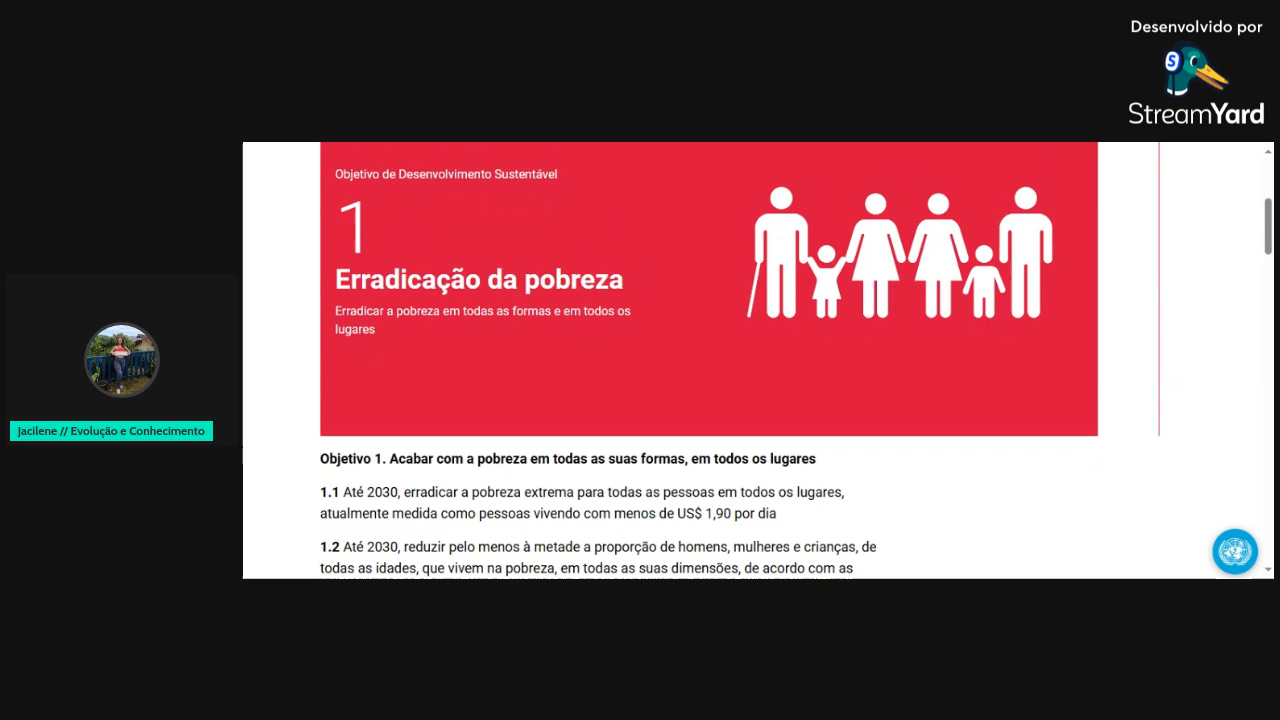 Desenvolvido por
S
StreamYard
Objetivo de Desenvolvimento Sustentável
1
Erradicação da pobreza
Erradicar a pobreza em todas as formas e em todos os
lugares
Jacilene // Evolução e Conhecimento
Objetivo 1. Acabar com a pobreza em todas as suas formas, em todos os lugares
1.1 Até 2030, erradicar a pobreza extrema para todas as pessoas em todos os lugares,
atualmente medida como pessoas vivendo com menos de US$ 1,90 por dia
1.2 Até 2030, reduzir pelo menos à metade a proporção de homens, mulheres e crianças, de
todas as idades, que vivem na pobreza, em todas as suas dimensões, de acordo com as